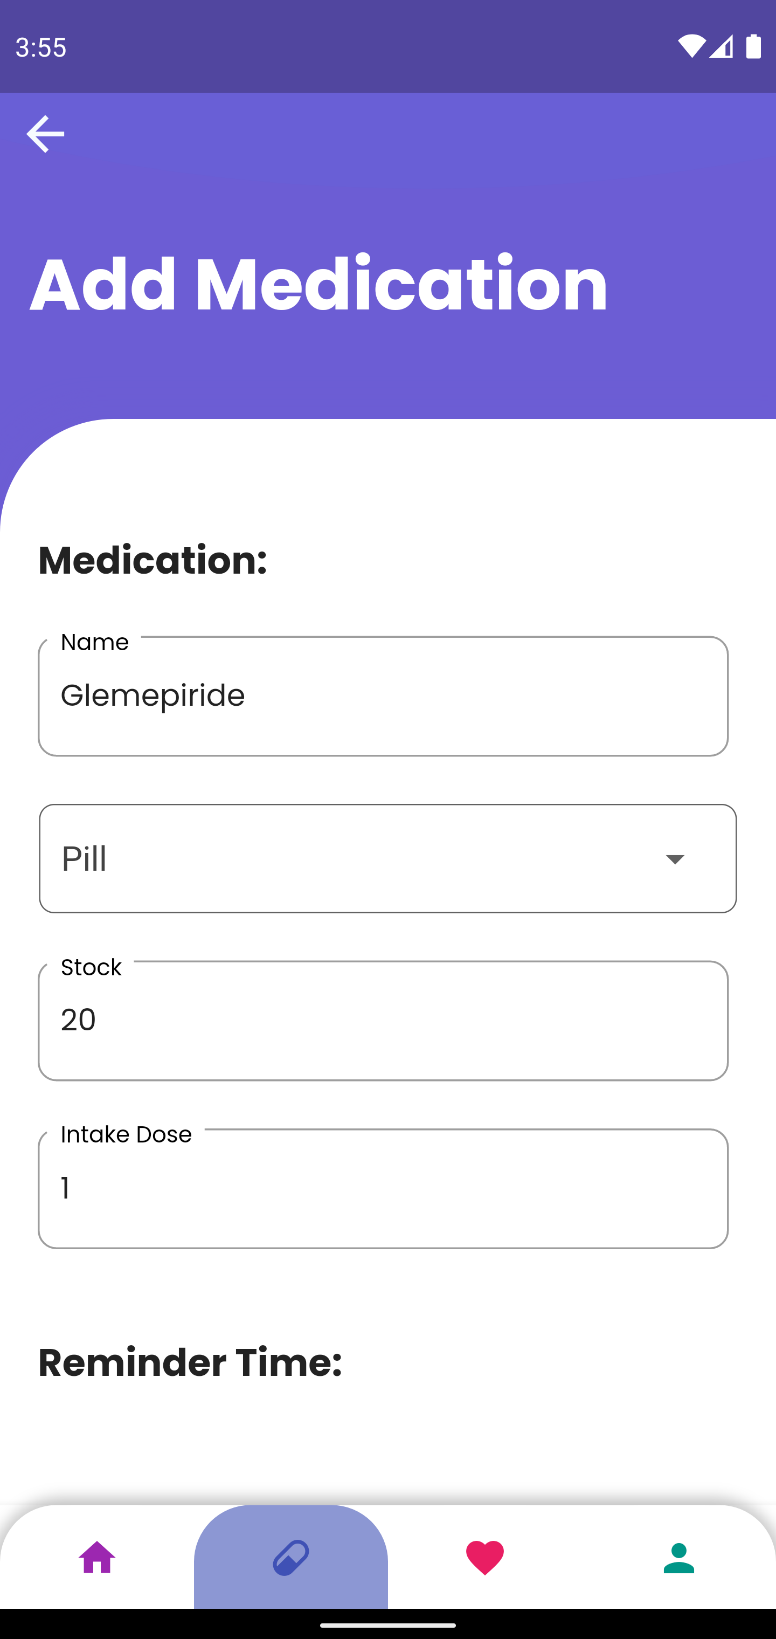 3:55
Add Medication
Medication:
Name
Glemepiride
Pill
Stock
20
Intake Dose
1
Reminder Time: